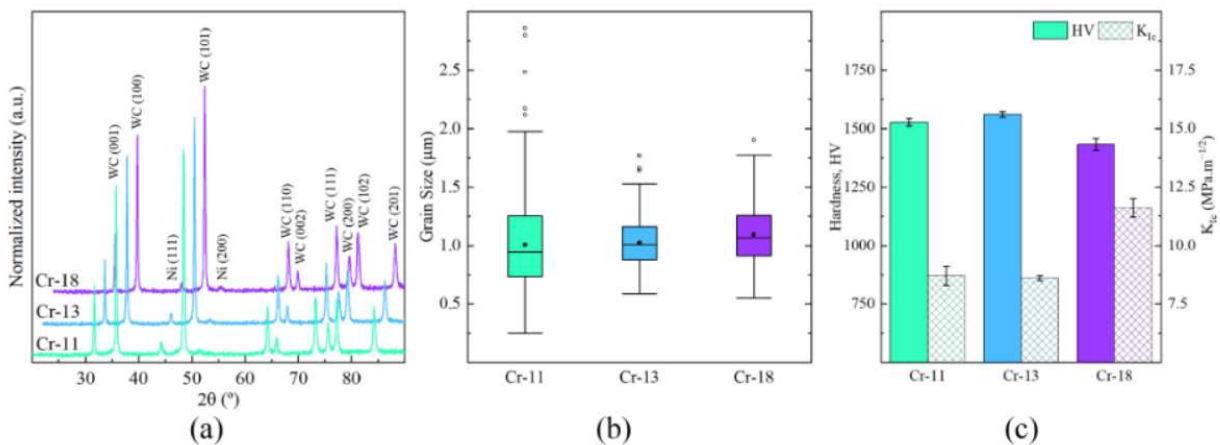 Normalized intensity (a.u.)
WC (001)
WC (100)
WC (101)
Ni (111)
Ni (200)
WC (110)
WC (002)
WC (111)
WC (200)
WC (102)
WC (201)
Cr-18
Cr-13
Cr-11
30 40 50 60 70 80
2θ (º)
(a)
Grain Size (μm)
2.5
2.0
1.5
1.0
0.5
Cr-11 Cr-13 Cr-18
(b)
HV K_Ic
Hardness, HV
1750
1500
1250
1000
750
17.5
15.0
12.5
10.0
7.5
K_Ic (MPa.m^-1/2)
Cr-11 Cr-13 Cr-18
(c)